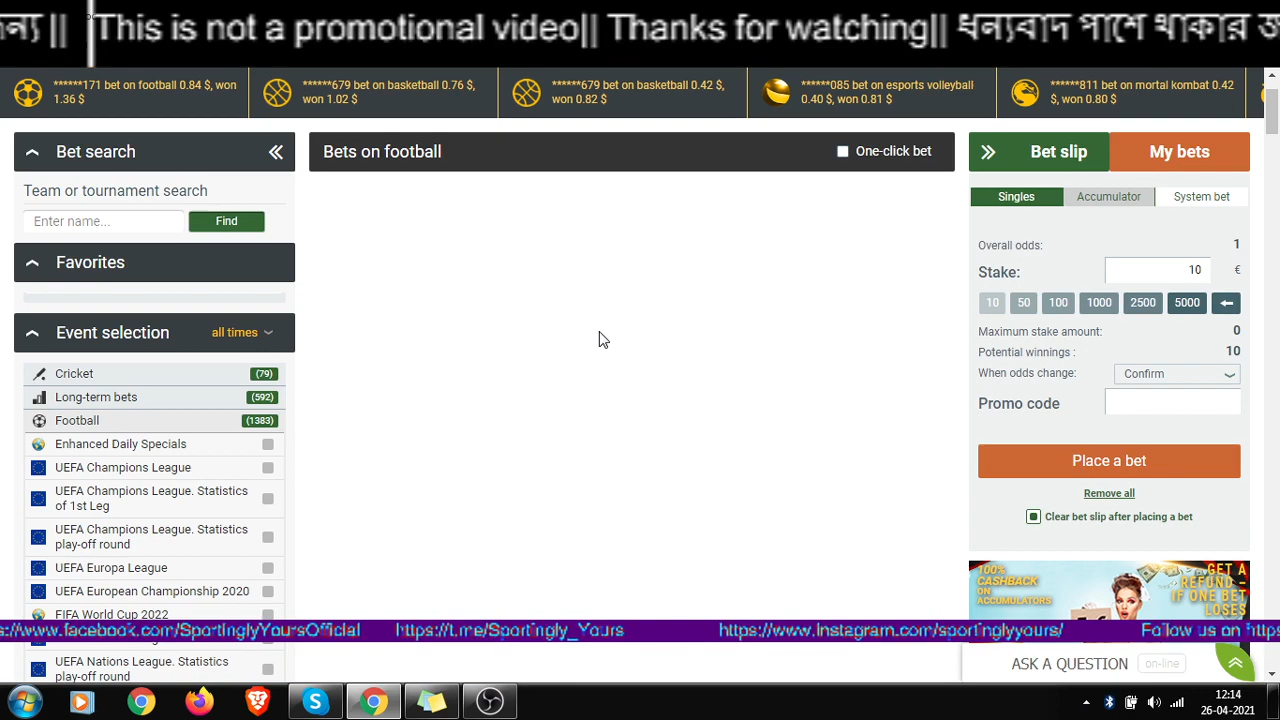 ন্য || This is not a promotional video|| Thanks for watching|| ধন্যবাদ পাশে থাকার
******171 bet on football 0.84 $, won 1.36 $
******679 bet on basketball 0.76 $, won 1.02 $
******679 bet on basketball 0.42 $, won 0.82 $
******085 bet on esports volleyball 0.40 $, won 0.81 $
******811 bet on mortal kombat 0.42 $, won 0.80 $
Bet search
Team or tournament search
Enter name...
Find
Favorites
Event selection
all times
Cricket (79)
Long-term bets (592)
Football (1383)
Enhanced Daily Specials
UEFA Champions League
UEFA Champions League. Statistics
of 1st Leg
UEFA Champions League. Statistics
play-off round
UEFA Europa League
UEFA European Championship 2020
FIFA World Cup 2022
UEFA Nations League. Statistics
Bets on football
One-click bet
Bet slip
My bets
Singles
Accumulator
System bet
Overall odds: 1
Stake: 10 €
10 50 100 1000 2500 5000
Maximum stake amount: 0
Potential winnings : 10
When odds change: Confirm
Promo code
Place a bet
Remove all
Clear bet slip after placing a bet
100%
CASHBACK
ON
ACCUMULATORS
GET A
REFUND –
IF ONE BET
LOSES
s://www.facebook.com/SportinglyYoursOfficial https://t.me/Sportingly_Yours https://www.instagram.com/sportinglyyours/ Follow us on https
ASK A QUESTION
on-line
12:14
26-04-2021